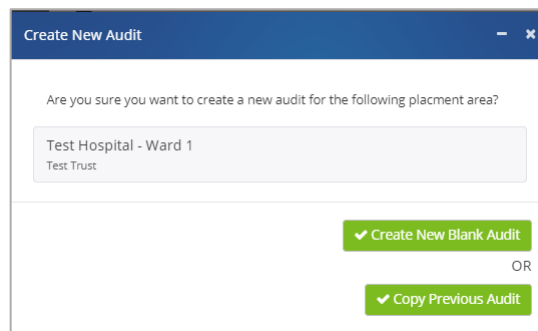 Create New Audit
Are you sure you want to create a new audit for the following placment area?
Test Hospital - Ward 1
Test Trust
Create New Blank Audit
OR
Copy Previous Audit